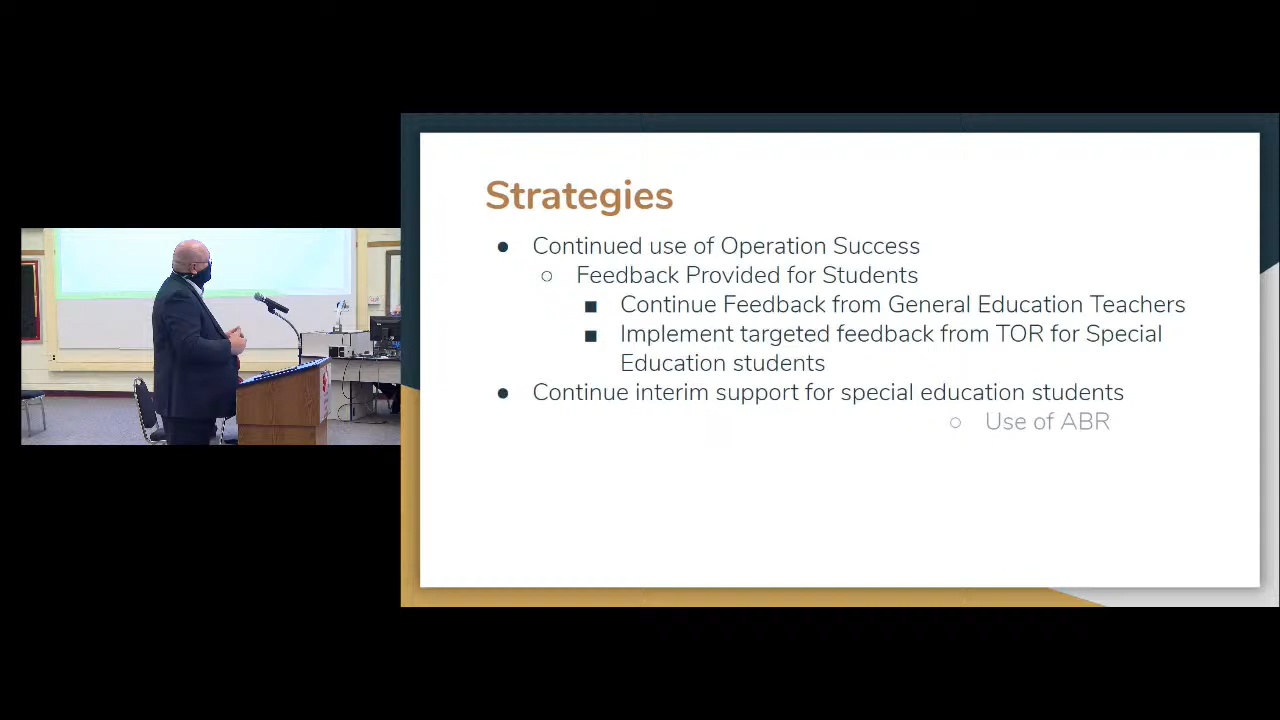 Strategies
● Continued use of Operation Success
○ Feedback Provided for Students
■ Continue Feedback from General Education Teachers
■ Implement targeted feedback from TOR for Special
Education students
● Continue interim support for special education students
○ Use of ABR